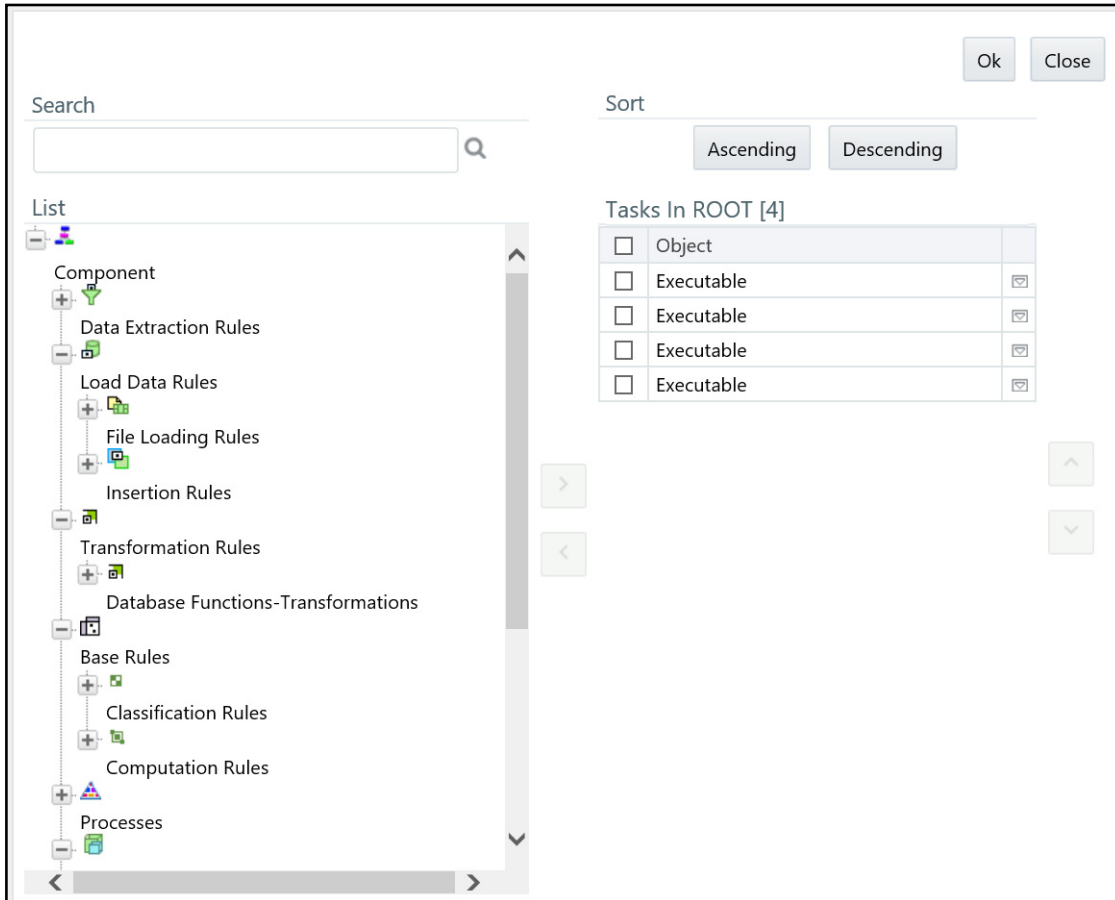 Ok Close
Search
Sort
Ascending Descending
List
Tasks In ROOT [4]
Object
Component
Executable
Data Extraction Rules
Executable
Load Data Rules
Executable
File Loading Rules
Executable
Insertion Rules
Transformation Rules
Database Functions-Transformations
Base Rules
Classification Rules
Computation Rules
Processes